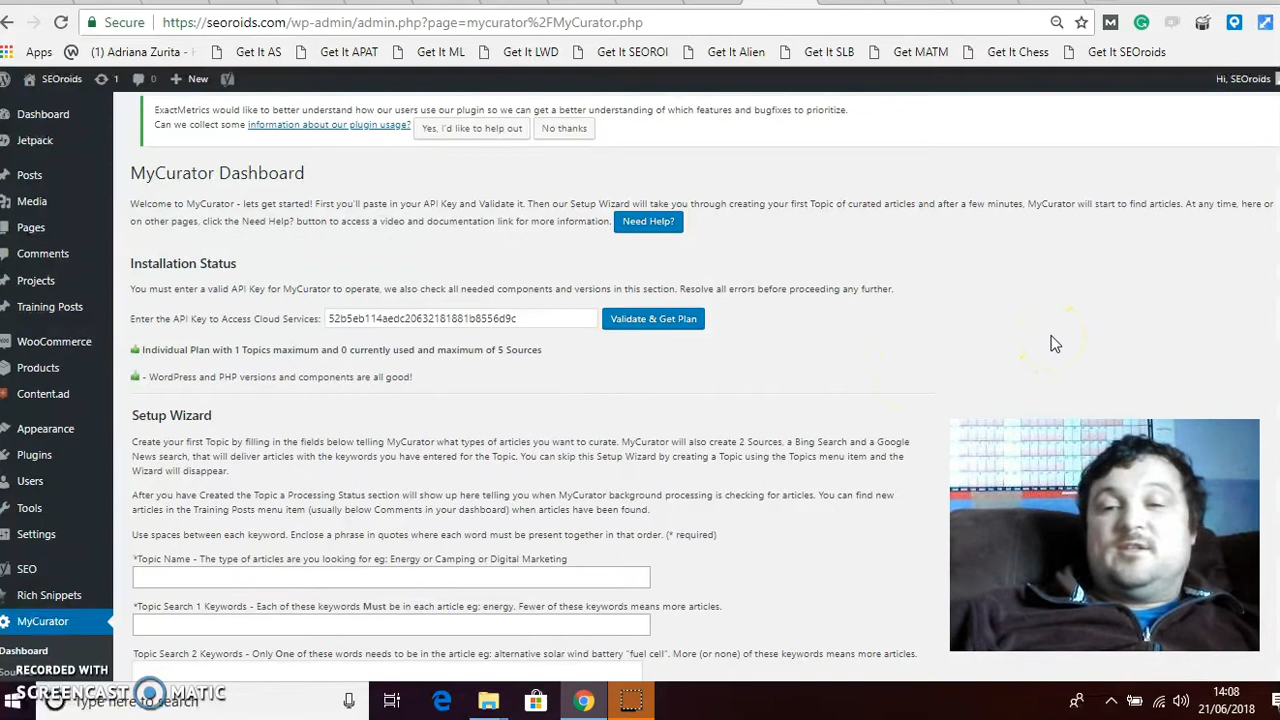 Secure https://seoroids.com/wp-admin/admin.php?page=mycurator%2FMyCurator.php
Apps (1) Adriana Zurita - Get It AS Get It APAT Get It ML Get It LWD Get It SEOROI Get It Alien Get It SLB Get MATM Get It Chess Get It SEOroids
SEOroids 1 0 New Hi, SEOroids
ExactMetrics would like to better understand how our users use our plugin so we can get a better understanding of which features and bugfixes to prioritize.
Can we collect some information about our plugin usage? Yes, I'd like to help out No thanks
Dashboard
Jetpack
Posts
Media
Pages
Comments
Projects
Training Posts
WooCommerce
Products
Content.ad
Appearance
Plugins
Users
Tools
Settings
SEO
Rich Snippets
MyCurator
Dashboard
MyCurator Dashboard
Welcome to MyCurator - lets get started! First you'll paste in your API Key and Validate it. Then our Setup Wizard will take you through creating your first Topic of curated articles and after a few minutes, MyCurator will start to find articles. At any time, here or
on other pages, click the Need Help? button to access a video and documentation link for more information. Need Help?
Installation Status
You must enter a valid API Key for MyCurator to operate, we also check all needed components and versions in this section. Resolve all errors before proceeding any further.
Enter the API Key to Access Cloud Services: 52b5eb114aedc20632181881b8556d9c Validate & Get Plan
Individual Plan with 1 Topics maximum and 0 currently used and maximum of 5 Sources
- WordPress and PHP versions and components are all good!
Setup Wizard
Create your first Topic by filling in the fields below telling MyCurator what types of articles you want to curate. MyCurator will also create 2 Sources, a Bing Search and a Google
News search, that will deliver articles with the keywords you have entered for the Topic. You can skip this Setup Wizard by creating a Topic using the Topics menu item and the
Wizard will disappear.
After you have Created the Topic a Processing Status section will show up here telling you when MyCurator background processing is checking for articles. You can find new
articles in the Training Posts menu item (usually below Comments in your dashboard) when articles have been found.
Use spaces between each keyword. Enclose a phrase in quotes where each word must be present together in that order. (* required)
*Topic Name - The type of articles are you looking for eg: Energy or Camping or Digital Marketing
*Topic Search 1 Keywords - Each of these keywords Must be in each article eg: energy. Fewer of these keywords means more articles.
Topic Search 2 Keywords - Only One of these words needs to be in the article eg: alternative solar wind battery "fuel cell". More (or none) of these keywords means more articles.
RECORDED WITH
SCREENCAST MATIC
Type here to search
14:08
21/06/2018